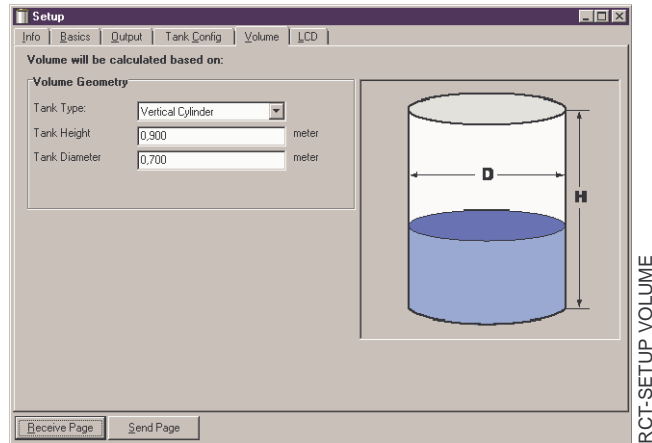 Setup
Info Basics Output Tank Config Volume LCD
Volume will be calculated based on:
Volume Geometry
Tank Type: Vertical Cylinder
Tank Height 0,900 meter
Tank Diameter 0,700 meter
D
H
Receive Page Send Page
RCT-SETUP VOLUME